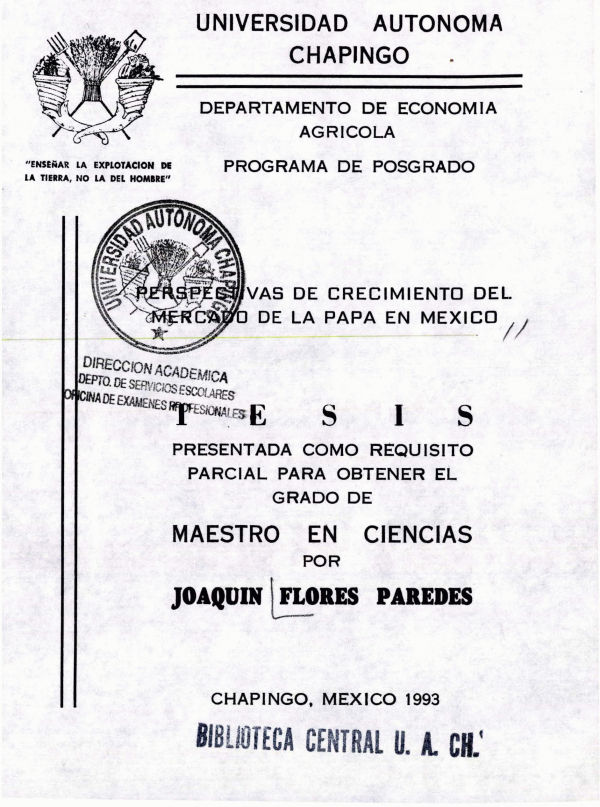 UNIVERSIDAD AUTONOMA
CHAPINGO
DEPARTAMENTO DE ECONOMIA
AGRICOLA
PROGRAMA DE POSGRADO
"ENSEÑAR LA EXPLOTACION DE
LA TIERRA, NO LA DEL HOMBRE"
UNIVERSIDAD AUTONOMA CHAPINGO
PERSPECTIVAS DE CRECIMIENTO DEL
MERCADO DE LA PAPA EN MEXICO
DIRECCION ACADEMICA
DEPTO. DE SERVICIOS ESCOLARES
OFICINA DE EXAMENES PROFESIONALES
T E S I S
PRESENTADA COMO REQUISITO
PARCIAL PARA OBTENER EL
GRADO DE
MAESTRO EN CIENCIAS
POR
JOAQUIN FLORES PAREDES
CHAPINGO, MEXICO 1993
BIBLIOTECA CENTRAL U. A. CH.